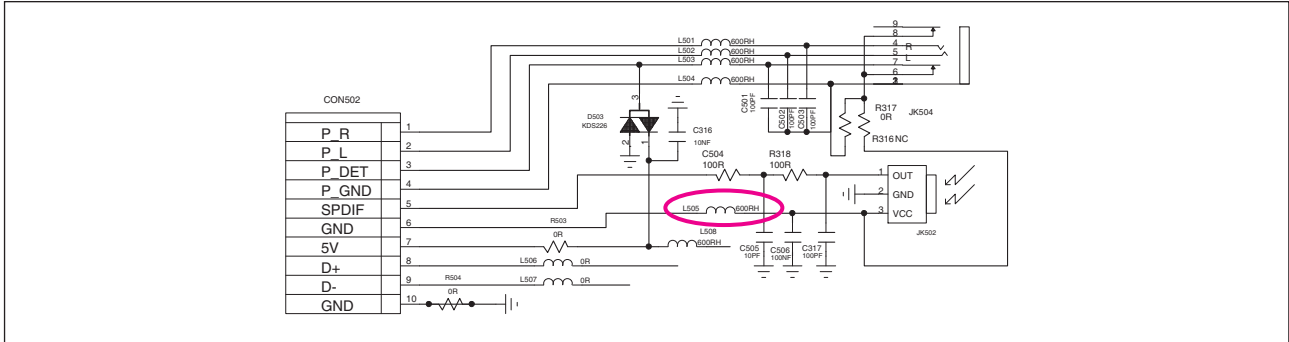 9
8
L501 600RH 4 R
L502 600RH 5 L
L503 600RH 7
6
L504 600RH
CON502
C501
100PF
C502
100PF
C503
100PF
R317
0R
JK504
R316 NC
3
D503
KDS226
2 1
C316
10NF
P_R 1
P_L 2
P_DET 3
P_GND 4
SPDIF 5
GND 6
5V 7
D+ 8
D- 9
GND 10
C504
100R
R318
100R
1 OUT
2 GND
3 VCC
JK502
L505 600RH
R503
0R
L508
600RH
C505
10PF
C506
100NF
C317
100PF
L506 0R
L507 0R
R504
0R